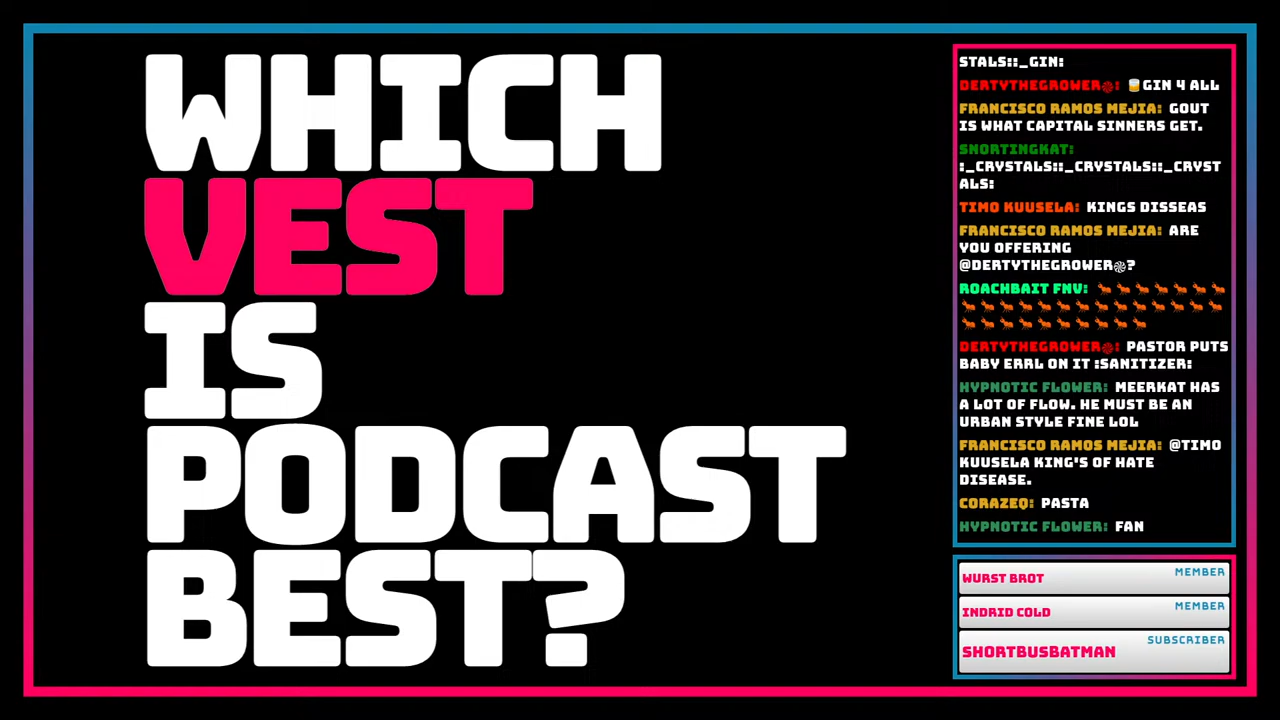 WHICH
VEST
IS
PODCAST
BEST?
STALS::_GIN:
DERTYTHEGROWER: 🥃GIN 4 ALL
FRANCISCO RAMOS MEJIA: GOUT
IS WHAT CAPITAL SINNERS GET.
SNORTINGKAT:
:_CRYSTALS::_CRYSTALS::_CRYST
ALS:
TIMO KUUSELA: KINGS DISSEAS
FRANCISCO RAMOS MEJIA: ARE
YOU OFFERING
@DERTYTHEGROWER֍?
ROACHBAIT FNV: 🐜🐜🐜🐜🐜🐜🐜
🐜🐜🐜🐜🐜🐜🐜🐜🐜🐜🐜🐜🐜🐜
🐜🐜🐜🐜🐜🐜🐜🐜🐜🐜
DERTYTHEGROWER֍: PASTOR PUTS
BABY ERRL ON IT :SANITIZER:
HYPNOTIC FLOWER: MEERKAT HAS
A LOT OF FLOW. HE MUST BE AN
URBAN STYLE FINE LOL
FRANCISCO RAMOS MEJIA: @TIMO
KUUSELA KING'S OF HATE
DISEASE.
CORAZEQ: PASTA
HYPNOTIC FLOWER: FAN
WURST BROT MEMBER
INDRID COLD MEMBER
SHORTBUSBATMAN SUBSCRIBER